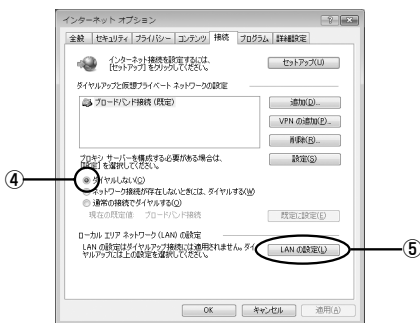 インターネット オプション
全般 セキュリティ プライバシー コンテンツ 接続 プログラム 詳細設定
インターネット接続を設定するには、
[セットアップ] をクリックしてください。
セットアップ(U)
ダイヤルアップと仮想プライベート ネットワークの設定
ブロードバンド接続 (既定)
追加(D)...
VPN の追加(P)...
削除(R)...
プロキシ サーバーを構成する必要がある場合は、
[設定] を選択してください。
設定(S)
④
ダイヤルしない(C)
ネットワーク接続が存在しないときには、ダイヤルする(W)
通常の接続でダイヤルする(O)
現在の既定値: ブロードバンド接続
既定に設定(E)
ローカル エリア ネットワーク (LAN) の設定
LAN の設定はダイヤルアップ接続には適用されません。ダイ
ヤルアップには上の設定を選択してください。
LAN の設定(L)
⑤
OK
キャンセル
適用(A)